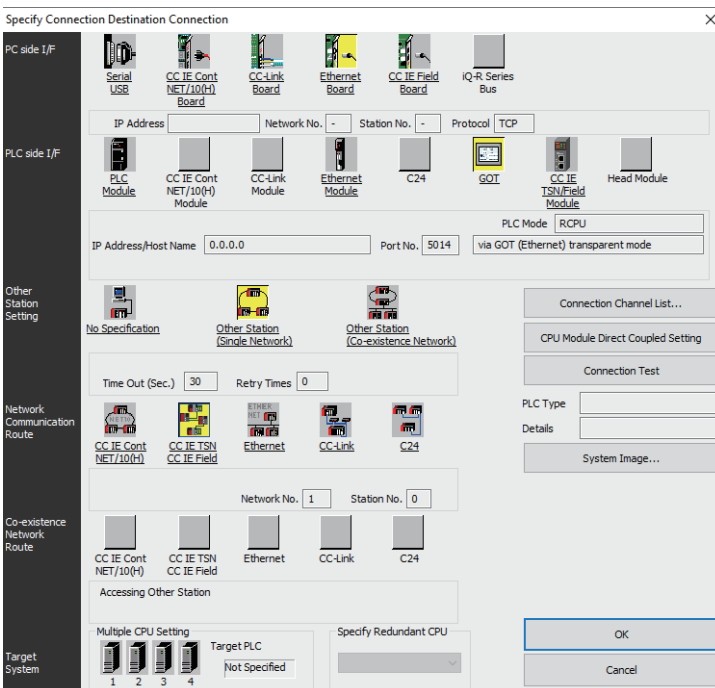 Specify Connection Destination Connection
PC side I/F
Serial
USB
CC IE Cont
NET/10(H)
Board
CC-Link
Board
Ethernet
Board
CC IE Field
Board
iQ-R Series
Bus
IP Address
Network No. -
Station No. -
Protocol TCP
PLC side I/F
PLC
Module
CC IE Cont
NET/10(H)
Module
CC-Link
Module
Ethernet
Module
C24
GOT
CC IE
TSN/Field
Module
Head Module
PLC Mode RCPU
IP Address/Host Name 0.0.0.0
Port No. 5014
via GOT (Ethernet) transparent mode
Other
Station
Setting
No Specification
Other Station
(Single Network)
Other Station
(Co-existence Network)
Connection Channel List...
CPU Module Direct Coupled Setting
Time Out (Sec.) 30
Retry Times 0
Connection Test
PLC Type
Details
System Image...
Network
Communication
Route
CC IE Cont
NET/10(H)
CC IE TSN
CC IE Field
ETHER
NET
Ethernet
CC-Link
C24
Network No. 1
Station No. 0
Co-existence
Network
Route
CC IE Cont
NET/10(H)
CC IE TSN
CC IE Field
Ethernet
CC-Link
C24
Accessing Other Station
Target
System
Multiple CPU Setting
1 2 3 4
Target PLC
Not Specified
Specify Redundant CPU
OK
Cancel